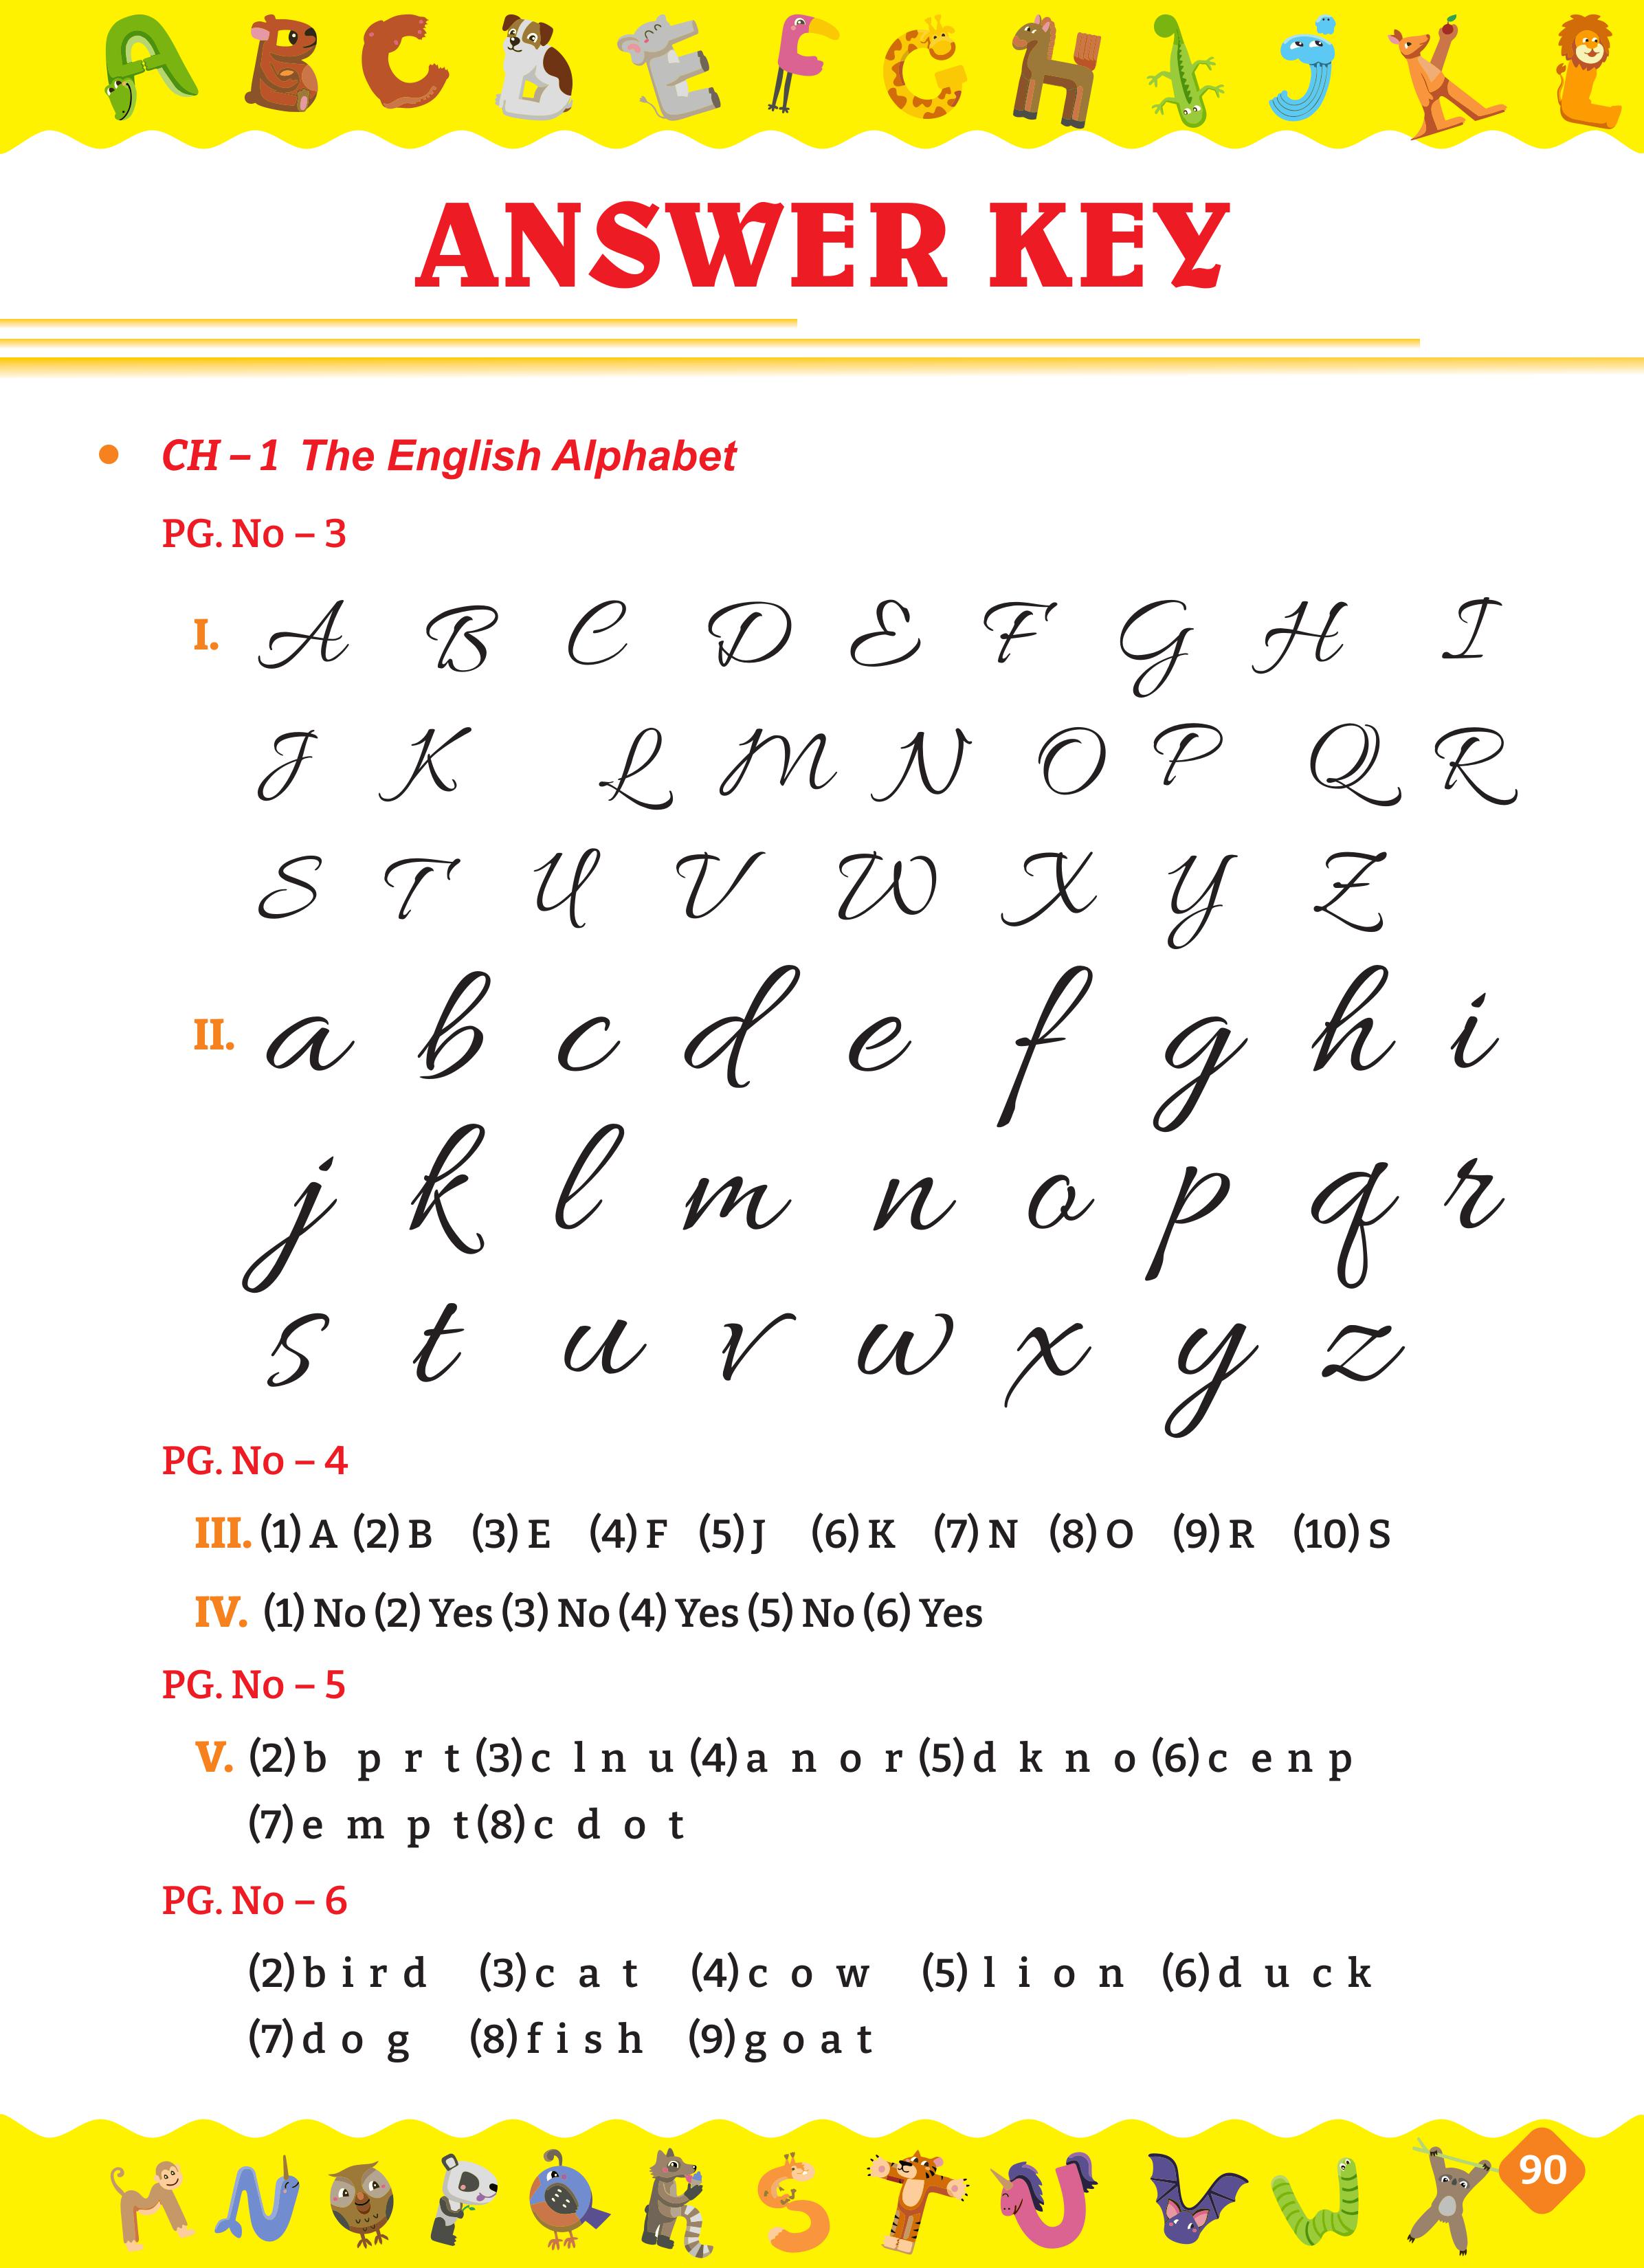 A B C D E F G H I J K L
ANSWER KEY
CH – 1 The English Alphabet
PG. No – 3
I. A B C D E F G H I
J K L M N O P Q R
S T U V W X Y Z
II. a b c d e f g h i
j k l m n o p q r
s t u v w x y z
PG. No – 4
III. (1) A (2) B (3) E (4) F (5) J (6) K (7) N (8) O (9) R (10) S
IV. (1) No (2) Yes (3) No (4) Yes (5) No (6) Yes
PG. No – 5
V. (2) b p r t (3) c l n u (4) a n o r (5) d k n o (6) c e n p
(7) e m p t (8) c d o t
PG. No – 6
(2) b i r d (3) c a t (4) c o w (5) l i o n (6) d u c k
(7) d o g (8) f i s h (9) g o a t
M N O P Q R S T U V W X
90